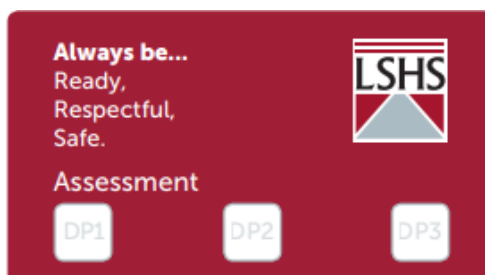 Always be...
Ready,
Respectful,
Safe.
LSHS
Assessment
DP1 DP2 DP3